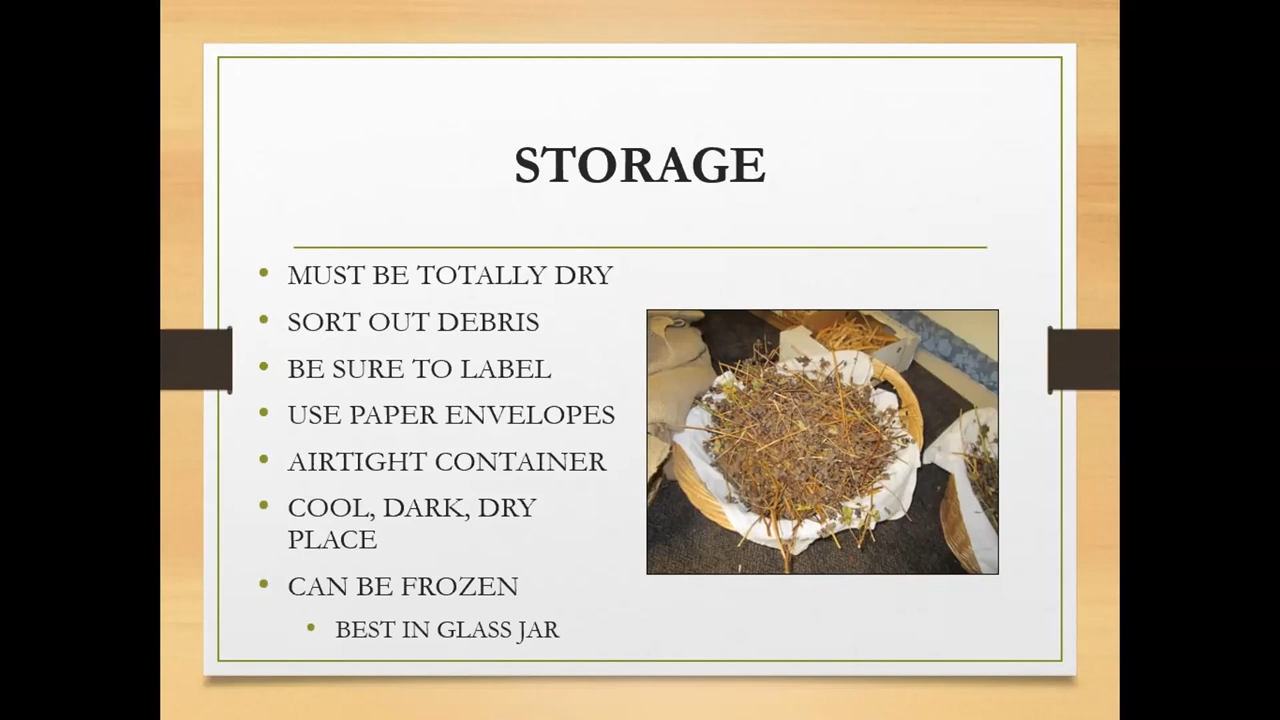 STORAGE
MUST BE TOTALLY DRY
SORT OUT DEBRIS
BE SURE TO LABEL
USE PAPER ENVELOPES
AIRTIGHT CONTAINER
COOL, DARK, DRY
PLACE
CAN BE FROZEN
BEST IN GLASS JAR